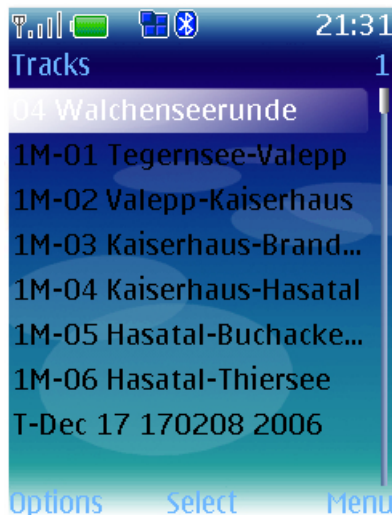 21:31
Tracks 1
04 Walchenseerunde
1M-01 Tegernsee-Valepp
1M-02 Valepp-Kaiserhaus
1M-03 Kaiserhaus-Brand...
1M-04 Kaiserhaus-Hasatal
1M-05 Hasatal-Buchacke...
1M-06 Hasatal-Thiersee
T-Dec 17 170208 2006
Options Select Menu